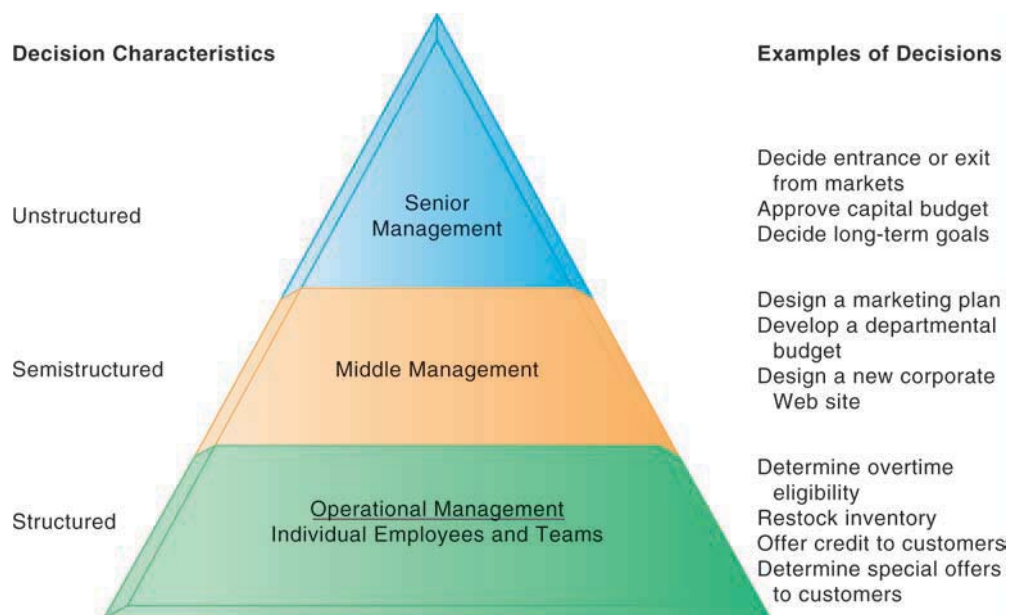 Decision Characteristics
Examples of Decisions
Unstructured
Senior
Management
Decide entrance or exit
from markets
Approve capital budget
Decide long-term goals
Semistructured
Middle Management
Design a marketing plan
Develop a departmental
budget
Design a new corporate
Web site
Structured
Operational Management
Individual Employees and Teams
Determine overtime
eligibility
Restock inventory
Offer credit to customers
Determine special offers
to customers